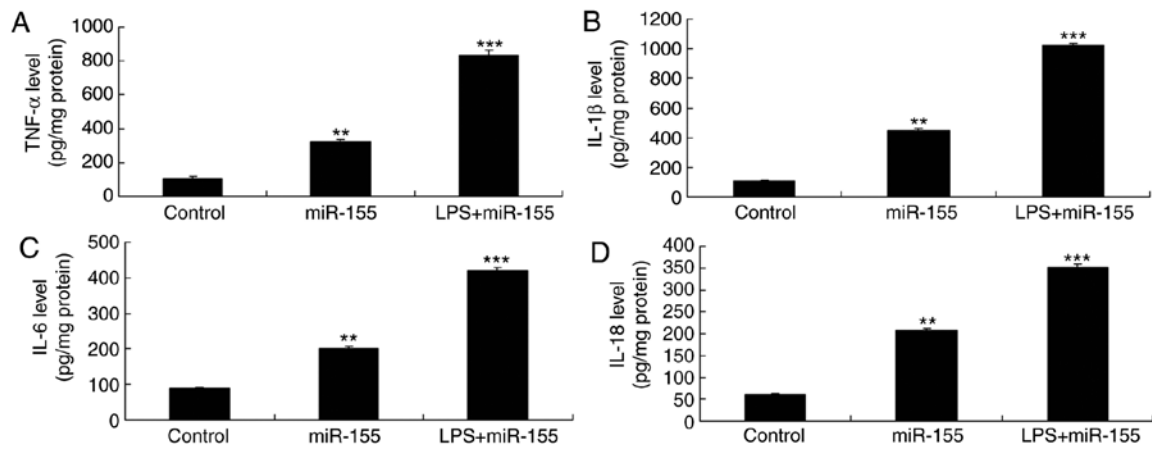 A
TNF-α level
(pg/mg protein)
1000
800
600
400
200
0
**
***
Control
miR-155
LPS+miR-155
B
IL-1β level
(pg/mg protein)
1200
1000
800
600
400
200
0
**
***
Control
miR-155
LPS+miR-155
C
IL-6 level
(pg/mg protein)
500
400
300
200
100
0
**
***
Control
miR-155
LPS+miR-155
D
IL-18 level
(pg/mg protein)
400
350
300
250
200
150
100
50
0
**
***
Control
miR-155
LPS+miR-155